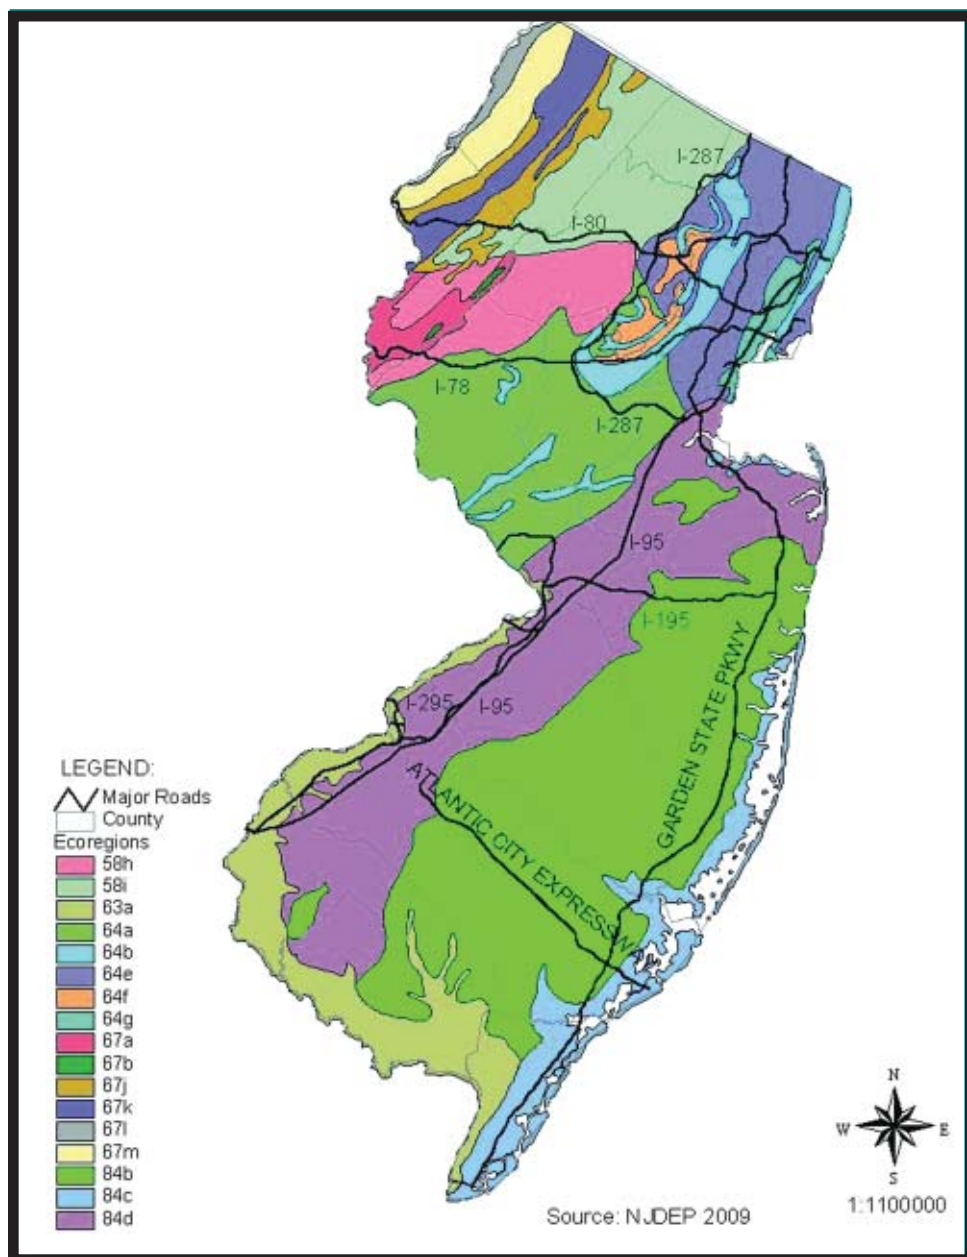 I-287
I-80
I-78
I-287
I-95
I-195
GARDEN STATE PKWY
I-295
I-95
ATLANTIC CITY EXPRESSWAY
LEGEND:
Major Roads
County
Ecoregions
58h
58i
63a
64a
64b
64e
64f
64g
67a
67b
67j
67k
67l
67m
84b
84c
84d
N
W E
S
1:1100000
Source: NJDEP 2009